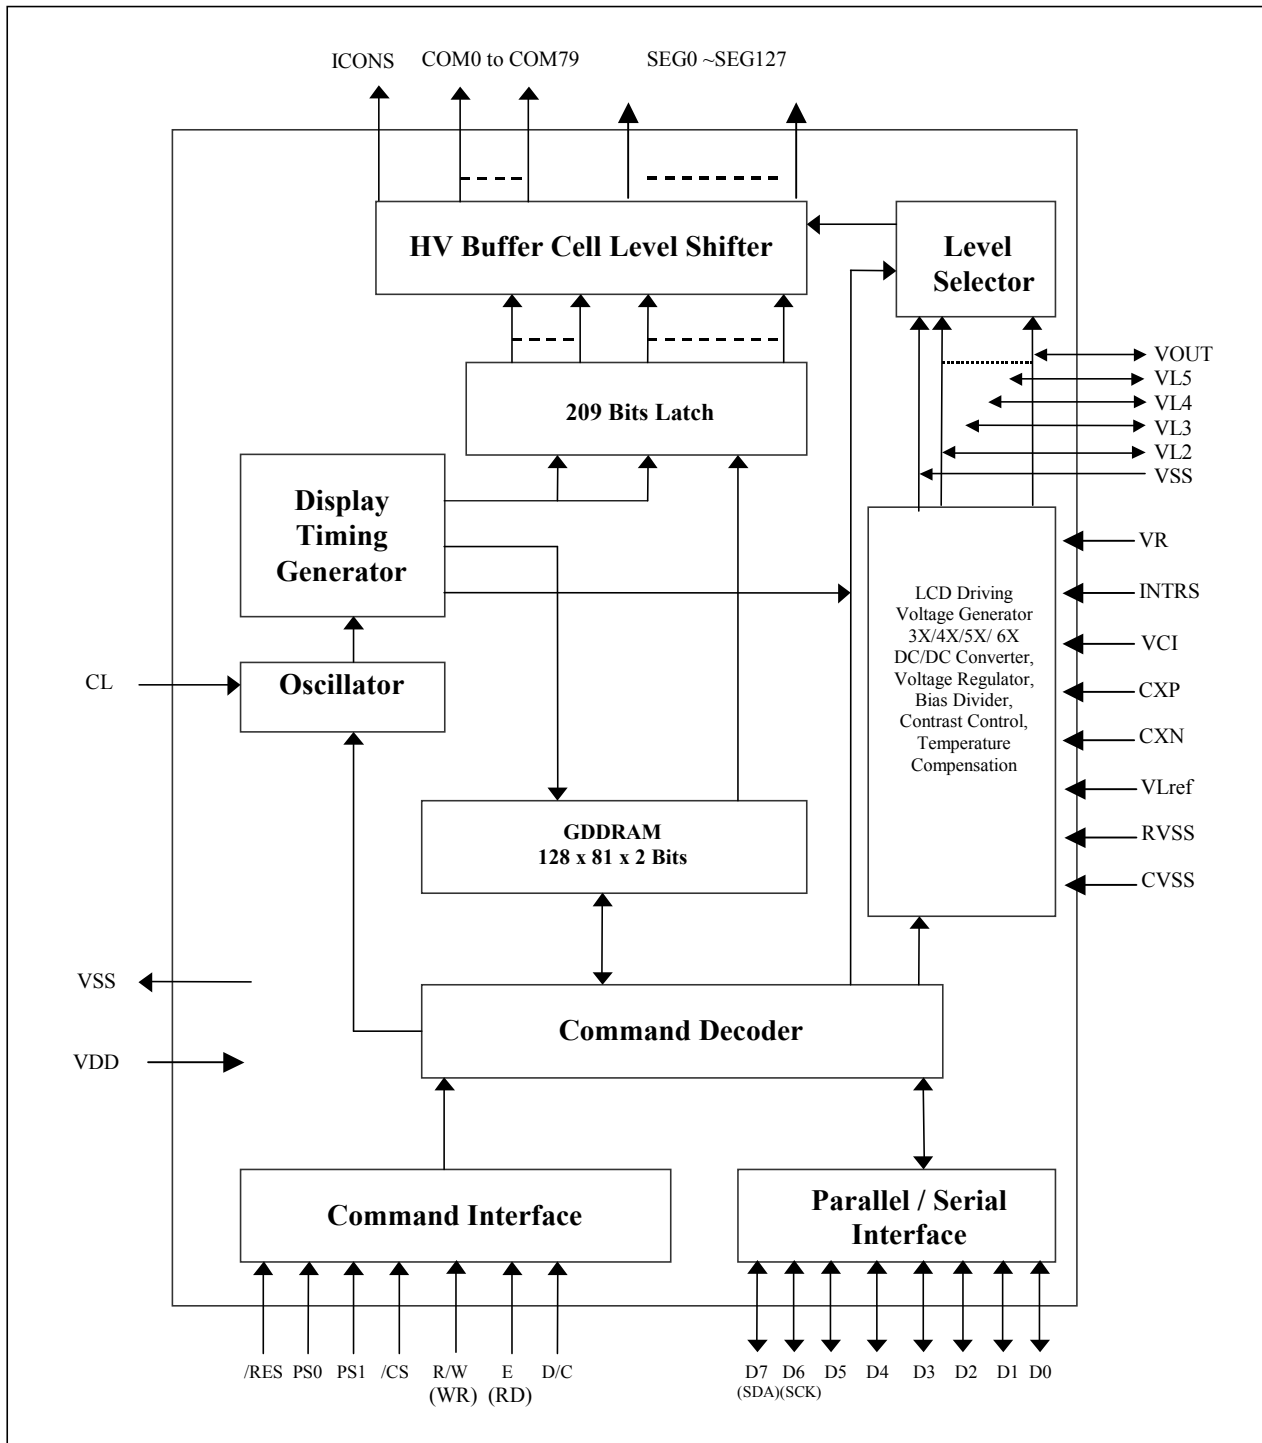 ICONS
COM0 to COM79
SEG0 ~SEG127
HV Buffer Cell Level Shifter
Level
Selector
VOUT
VL5
VL4
VL3
VL2
VSS
209 Bits Latch
Display
Timing
Generator
VR
INTRS
VCI
CXP
CXN
VLref
RVSS
CVSS
LCD Driving
Voltage Generator
3X/4X/5X/ 6X
DC/DC Converter,
Voltage Regulator,
Bias Divider,
Contrast Control,
Temperature
Compensation
CL
Oscillator
GDDRAM
128 x 81 x 2 Bits
VSS
VDD
Command Decoder
Command Interface
Parallel / Serial
Interface
/RES
PS0
PS1
/CS
R/W
(WR)
E
(RD)
D/C
D7
(SDA)
D6
(SCK)
D5
D4
D3
D2
D1
D0